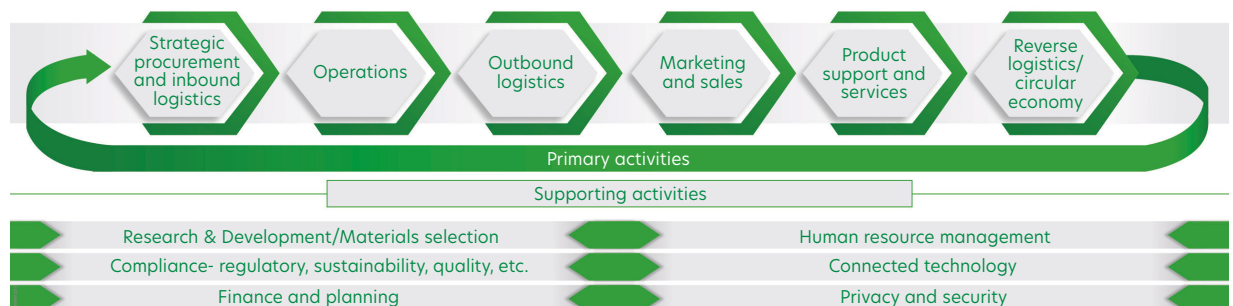 Strategic
procurement
and inbound
logistics
Operations
Outbound
logistics
Marketing
and sales
Product
support and
services
Reverse
logistics/
circular
economy
Primary activities
Supporting activities
Research & Development/Materials selection
Human resource management
Compliance- regulatory, sustainability, quality, etc.
Connected technology
Finance and planning
Privacy and security